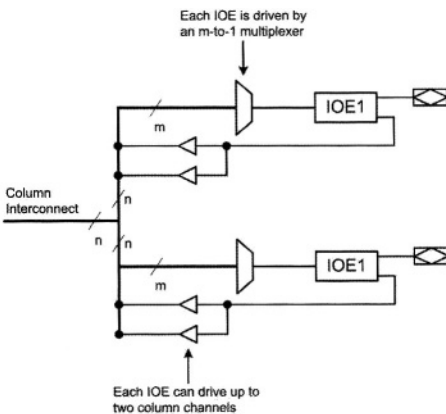 Each IOE is driven by
an m-to-1 multiplexer
IOE1
m
Column
Interconnect
n
n
n
IOE1
m
Each IOE can drive up to
two column channels